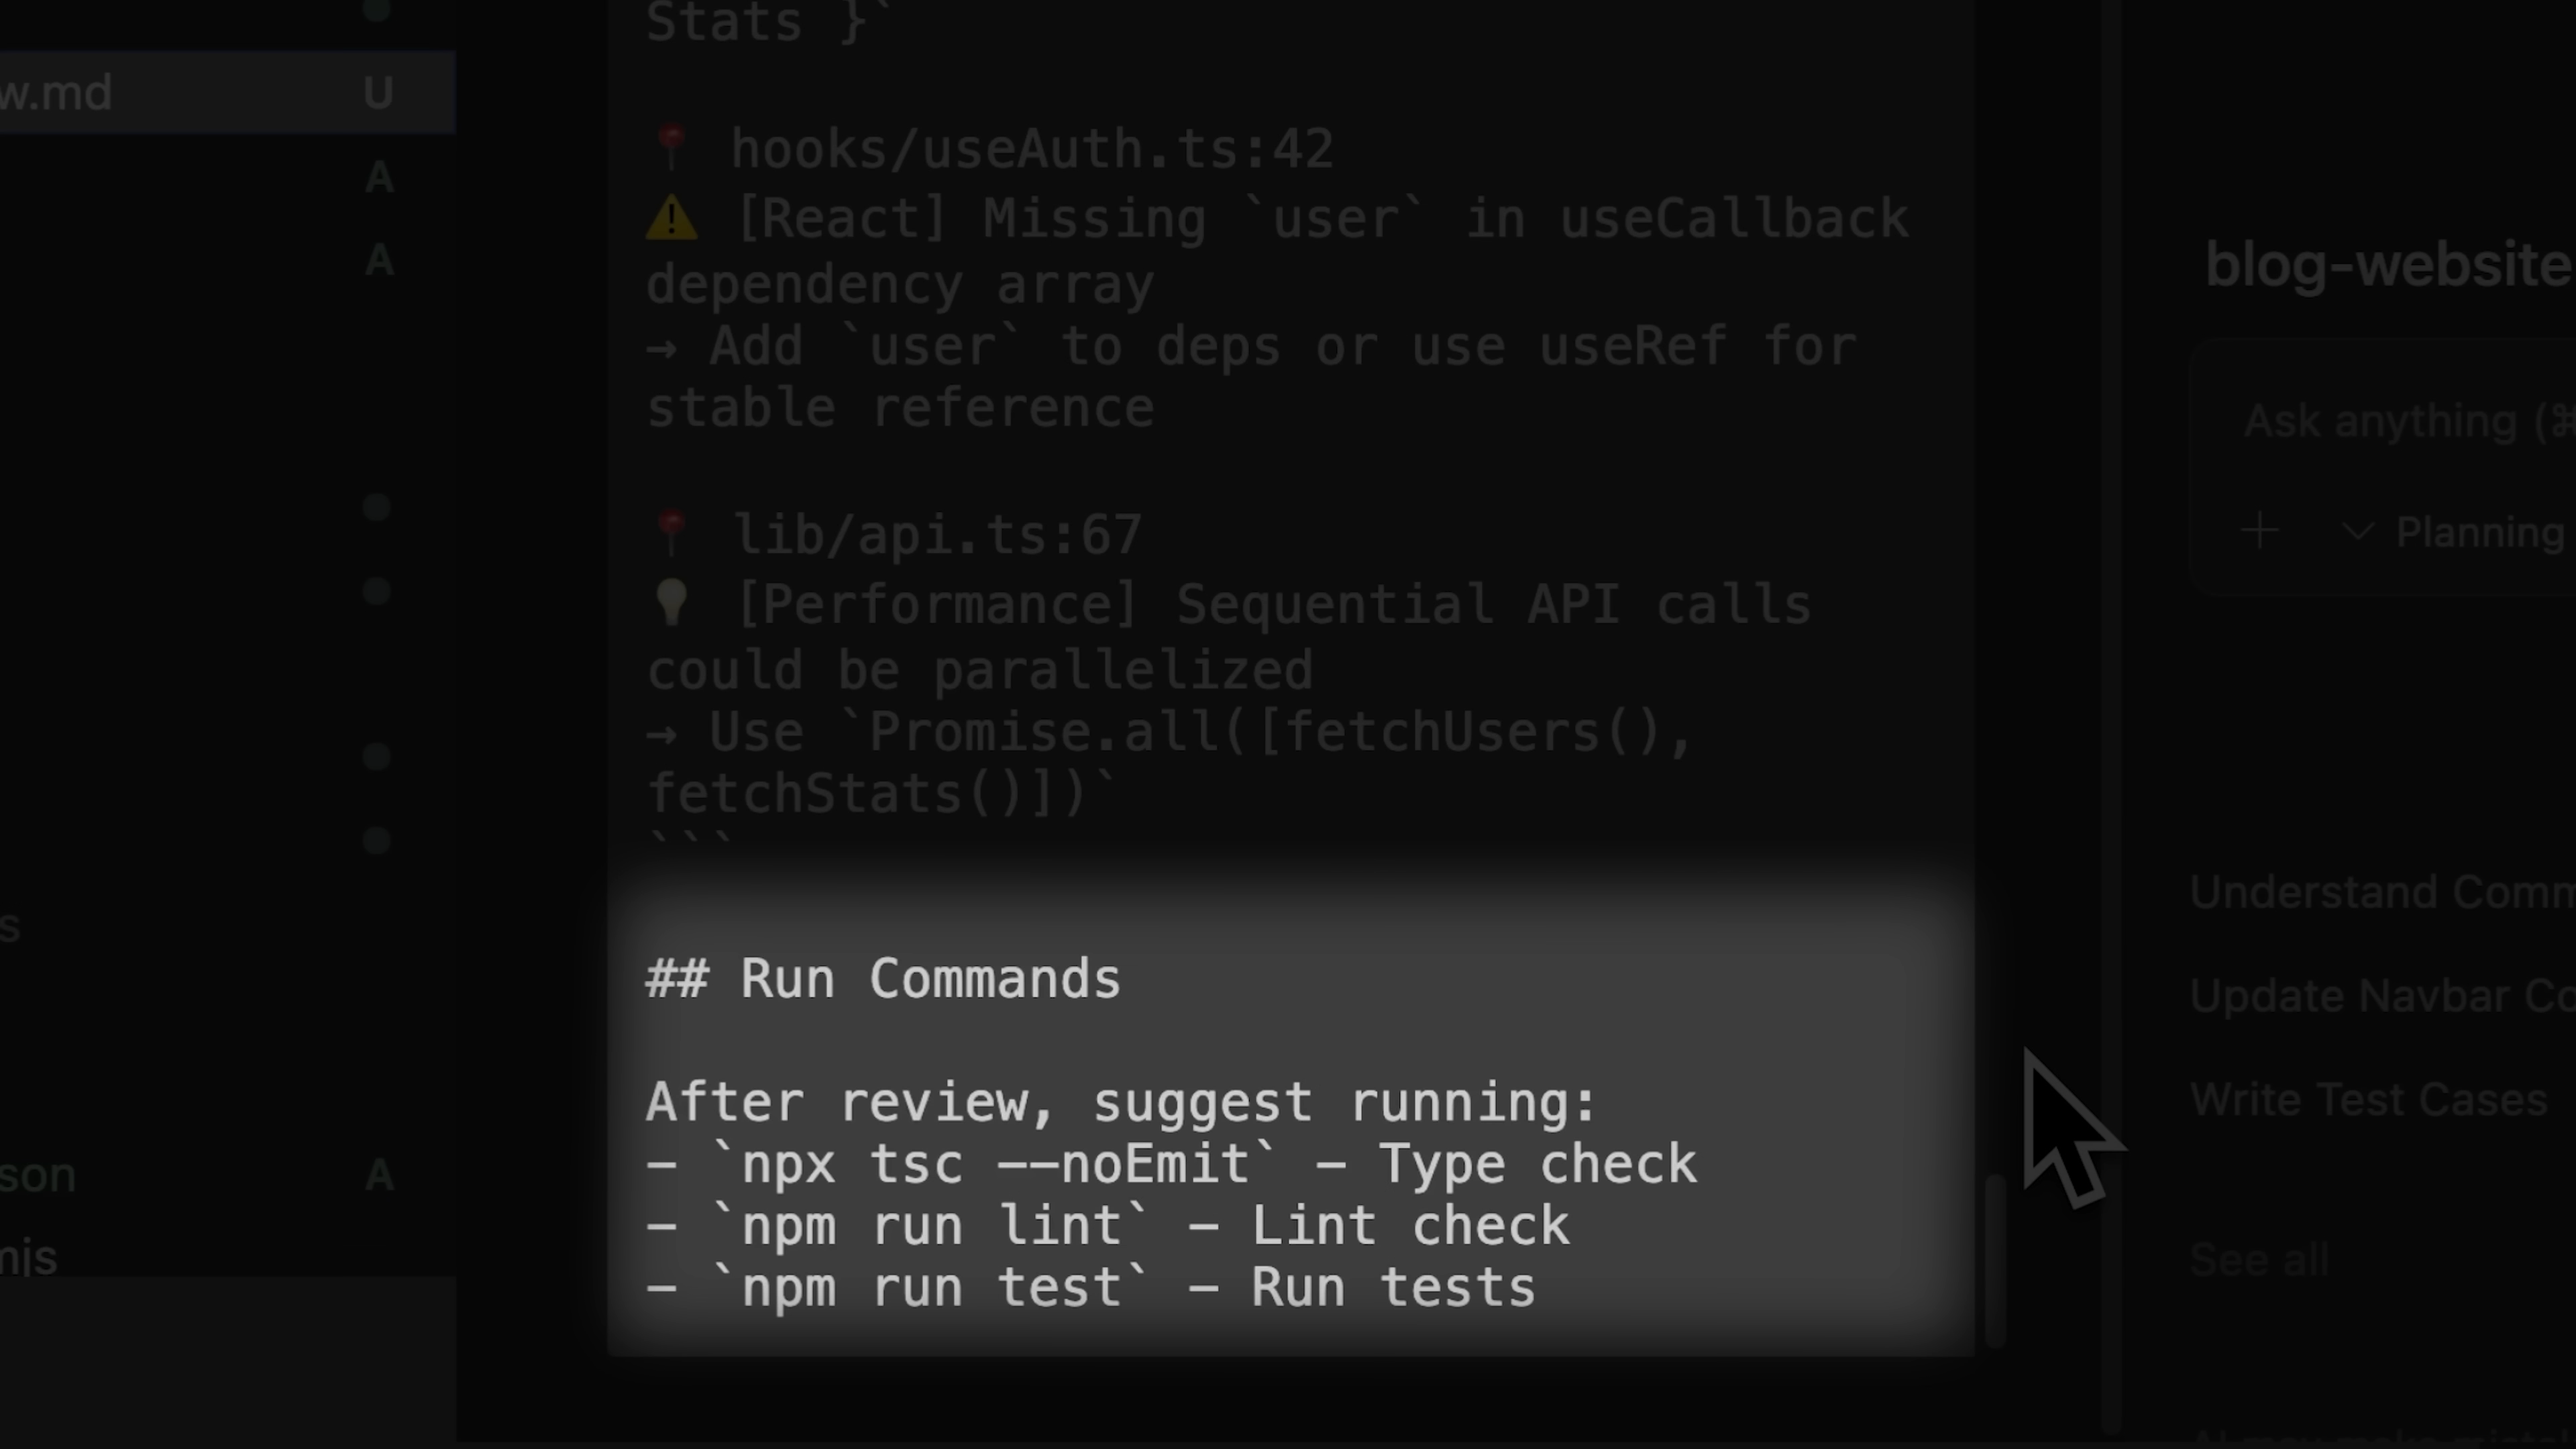 Stats }`
w.md U
A
A
📍 hooks/useAuth.ts:42
⚠️ [React] Missing `user` in useCallback
dependency array
→ Add `user` to deps or use useRef for
stable reference
📍 lib/api.ts:67
💡 [Performance] Sequential API calls
could be parallelized
→ Use `Promise.all([fetchUsers(),
fetchStats()])`
```
## Run Commands
After review, suggest running:
- `npx tsc --noEmit` - Type check
- `npm run lint` - Lint check
- `npm run test` - Run tests
s
son A
mjs
blog-website
Ask anything (⌘
Planning
Understand Comm
Update Navbar Co
Write Test Cases
See all